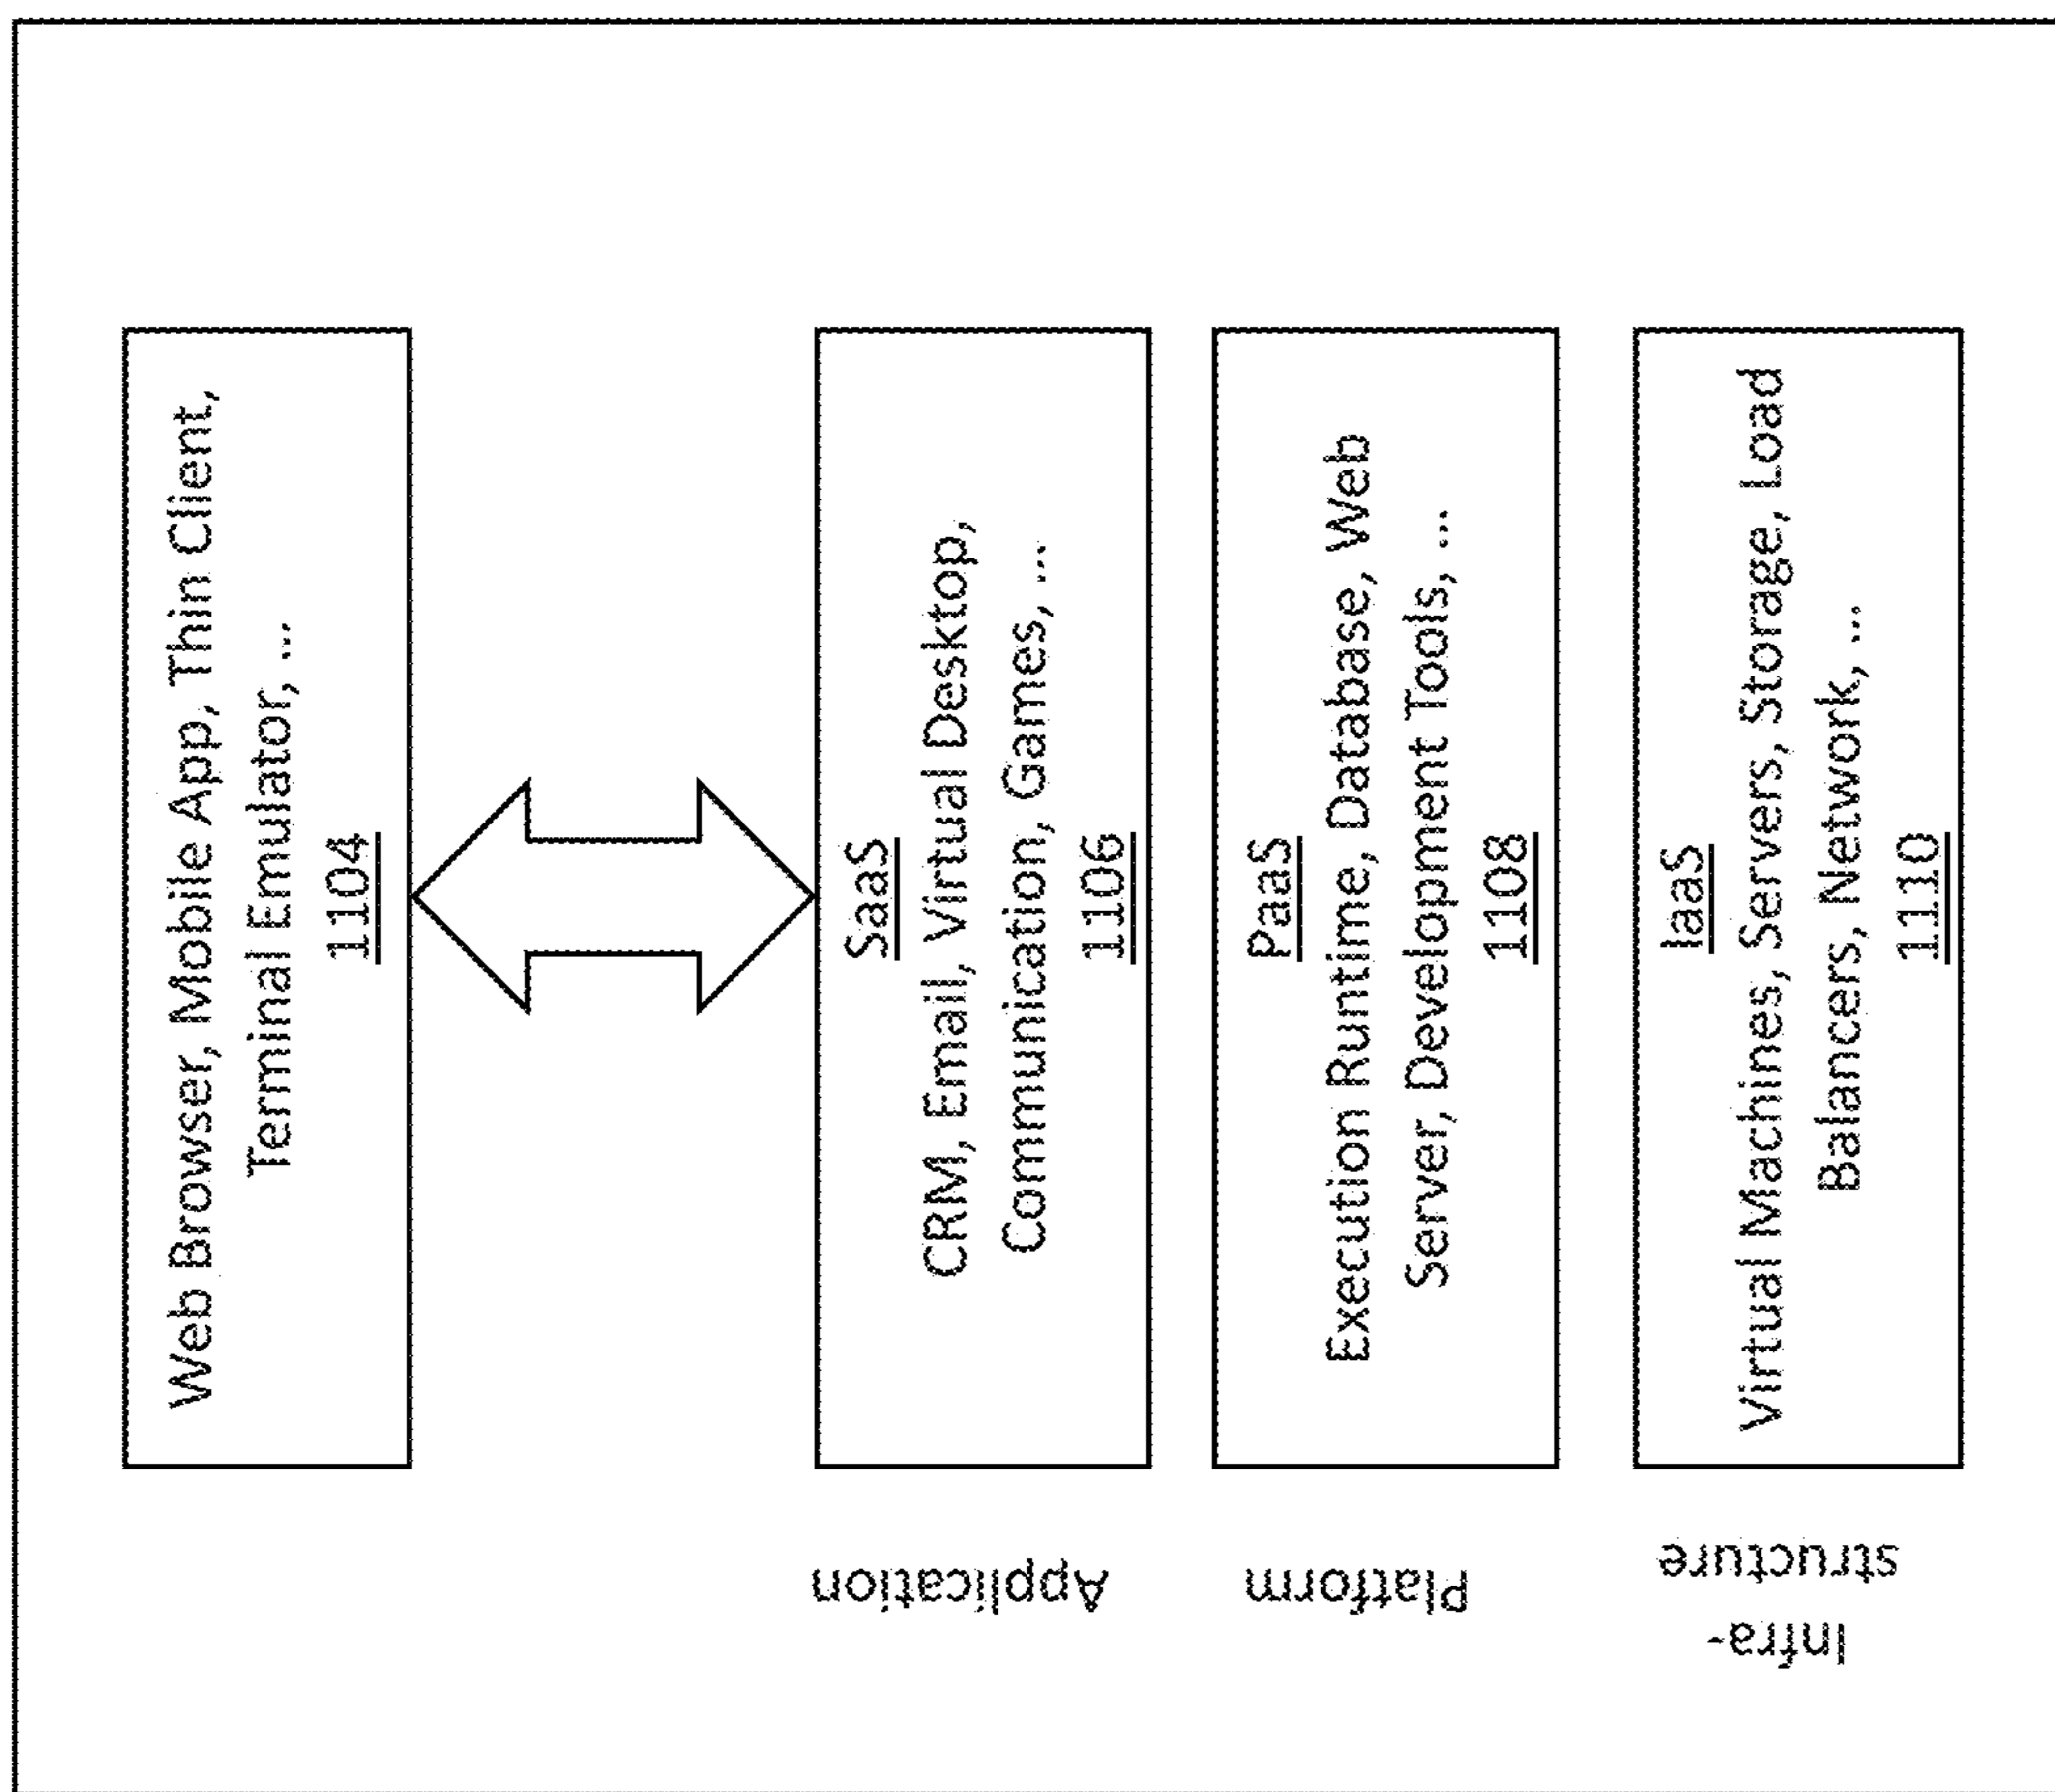 Web Browser, Mobile App, Thin Client,
Terminal Emulator, ...
1104
Application
SaaS
CRM, Email, Virtual Desktop,
Communication, Games, ...
1106
Platform
PaaS
Execution Runtime, Database, Web
Server, Development Tools, ...
1108
Infra-
structure
IaaS
Virtual Machines, Servers, Storage, Load
Balancers, Network, ...
1110